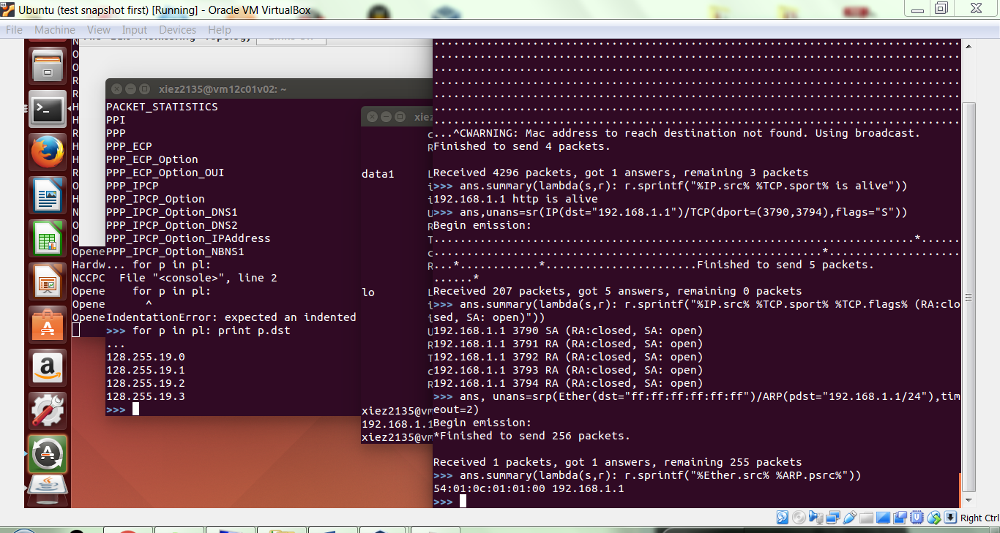 Ubuntu (test snapshot first) [Running] - Oracle VM VirtualBox
File Machine View Input Devices Help
xiez2135@vm12c01v02: ~
PACKET_STATISTICS
PPI
PPP
PPP_ECP
PPP_ECP_Option
PPP_ECP_Option_OUI
PPP_IPCP
PPP_IPCP_Option
PPP_IPCP_Option_DNS1
PPP_IPCP_Option_DNS2
PPP_IPCP_Option_IPAddress
PPP_IPCP_Option_NBNS1
... for p in pl:
File "<console>", line 2
for p in pl:
^
IndentationError: expected an indented
>>> for p in pl: print p.dst
...
128.255.19.0
128.255.19.1
128.255.19.2
128.255.19.3
>>>
Opene
Hardw
NCCPC
Opene
Opene
Opene
xiez
data1
lo
xiez2135@vm
192.168.1.1
xiez2135@vm
...^CWARNING: Mac address to reach destination not found. Using broadcast.
Finished to send 4 packets.
Received 4296 packets, got 1 answers, remaining 3 packets
>>> ans.summary(lambda(s,r): r.sprintf("%IP.src% %TCP.sport% is alive"))
192.168.1.1 http is alive
>>> ans,unans=sr(IP(dst="192.168.1.1")/TCP(dport=(3790,3794),flags="S"))
Begin emission:
...*............*........................Finished to send 5 packets.
......*
Received 207 packets, got 5 answers, remaining 0 packets
>>> ans.summary(lambda(s,r): r.sprintf("%IP.src% %TCP.sport% %TCP.flags% (RA:clo
sed, SA: open)"))
192.168.1.1 3790 SA (RA:closed, SA: open)
192.168.1.1 3791 RA (RA:closed, SA: open)
192.168.1.1 3792 RA (RA:closed, SA: open)
192.168.1.1 3793 RA (RA:closed, SA: open)
192.168.1.1 3794 RA (RA:closed, SA: open)
>>> ans, unans=srp(Ether(dst="ff:ff:ff:ff:ff:ff")/ARP(pdst="192.168.1.1/24"),tim
eout=2)
Begin emission:
*Finished to send 256 packets.
Received 1 packets, got 1 answers, remaining 255 packets
>>> ans.summary(lambda(s,r): r.sprintf("%Ether.src% %ARP.psrc%"))
54:01:0c:01:01:00 192.168.1.1
>>>
Right Ctrl